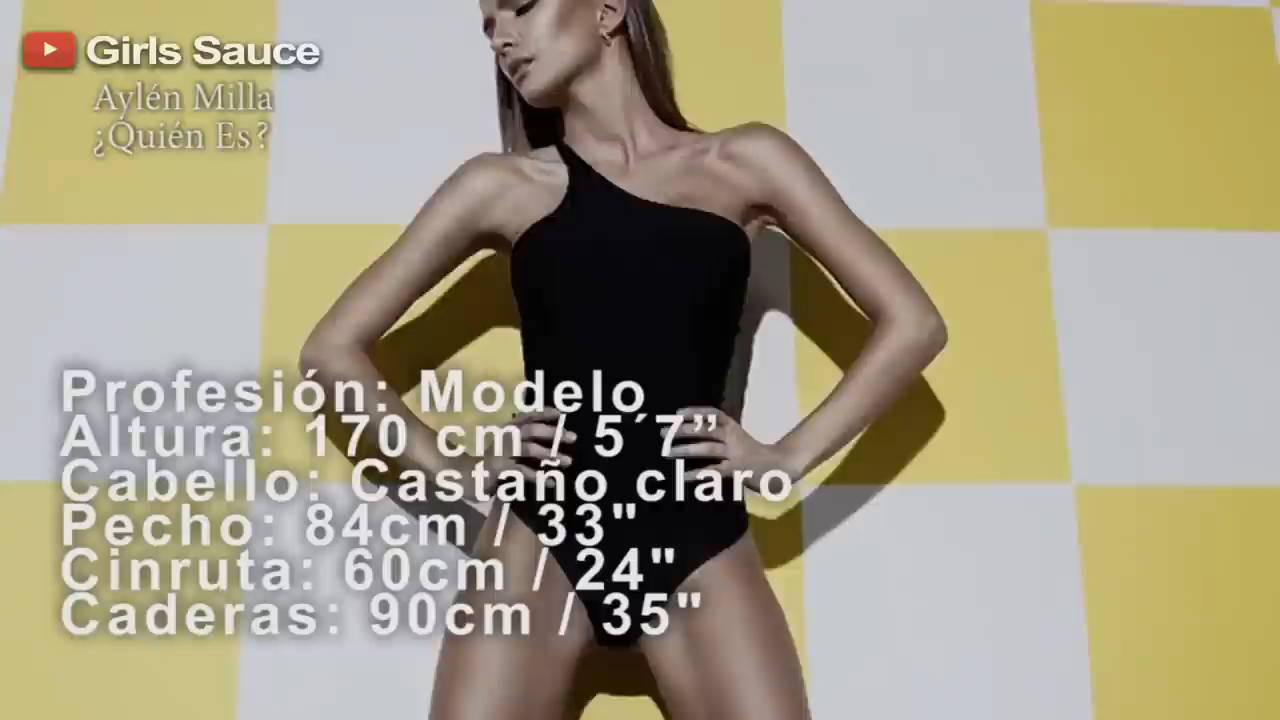 Girls Sauce
Aylén Milla
¿Quién Es?
Profesión: Modelo
Altura: 170 cm / 5´7”
Cabello: Castaño claro
Pecho: 84cm / 33"
Cinruta: 60cm / 24"
Caderas: 90cm / 35"